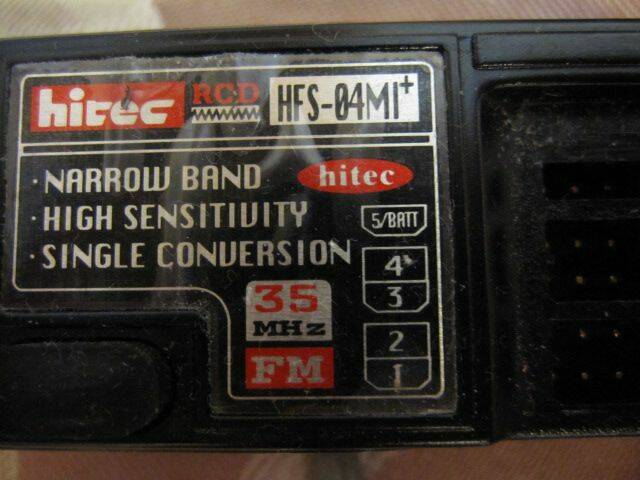 hitec RCD HFS-04MI+
· NARROW BAND hitec
· HIGH SENSITIVITY 5/BATT
· SINGLE CONVERSION 4
35 3
MHz
FM 2
1